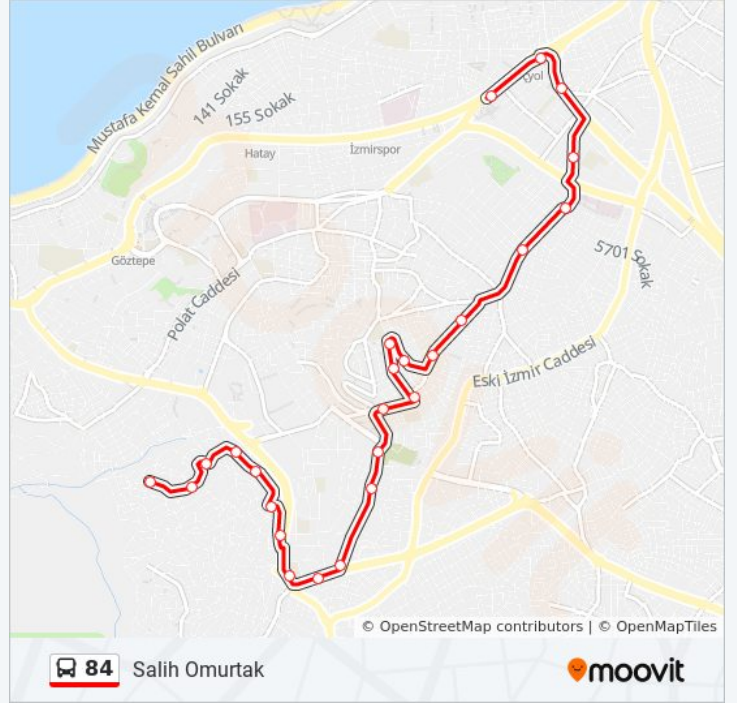 Mustafa Kemal Sahil Bulvarı
141 Sokak
155 Sokak
çyol
Hatay
İzmirspor
Göztepe
Polat Caddesi
5701 Sokak
Eski İzmir Caddesi
© OpenStreetMap contributors | © OpenMapTiles
84 Salih Omurtak
moovit